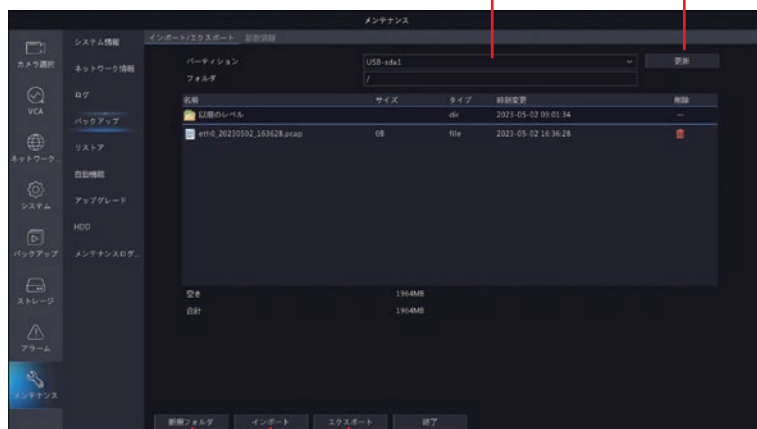 メンテナンス
インポート/エクスポート 診断情報
カメラ選択
VCA
ネットワーク...
システム
バックアップ
ストレージ
アラーム
メンテナンス
システム情報
ネットワーク情報
ログ
バックアップ
リストア
自動機能
アップグレード
HDD
メンテナンスログ...
パーティション USB-sda1 更新
フォルダ /
名前 サイズ タイプ 時刻変更 削除
以前のレベル dir 2023-05-02 09:01:34 —
eth0_20230502_163628.pcap 0B file 2023-05-02 16:36:28
空き 1964MB
合計 1964MB
新規フォルダ インポート エクスポート 終了